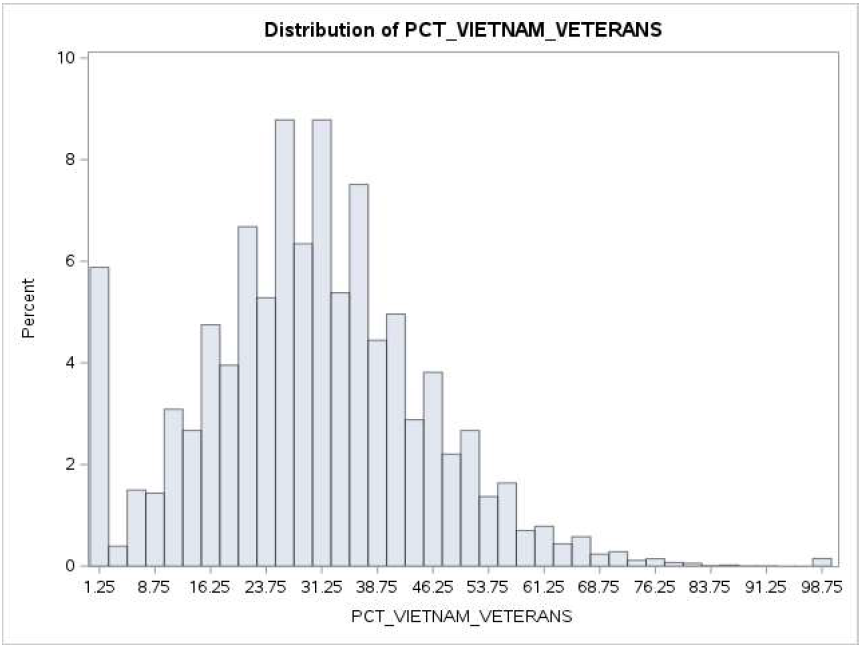 Distribution of PCT_VIETNAM_VETERANS
10
8
6
4
2
0
Percent
1.25 8.75 16.25 23.75 31.25 38.75 46.25 53.75 61.25 68.75 76.25 83.75 91.25 98.75
PCT_VIETNAM_VETERANS